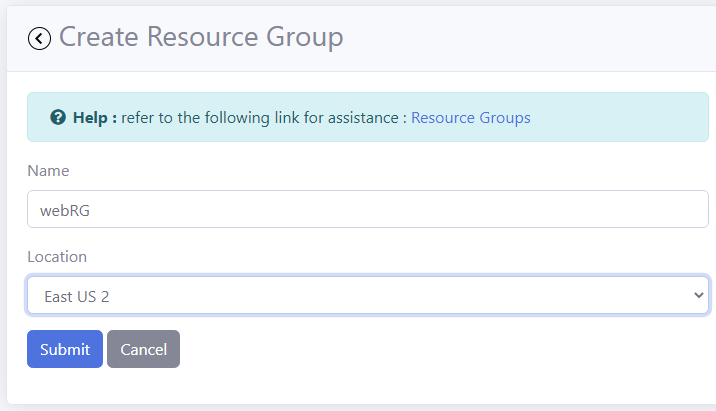 Create Resource Group
Help : refer to the following link for assistance : Resource Groups
Name
webRG
Location
East US 2
Submit Cancel